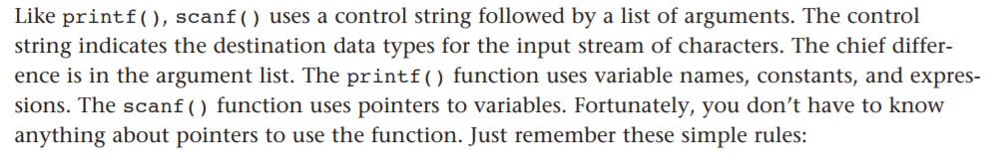 Like printf(), scanf() uses a control string followed by a list of arguments. The control
string indicates the destination data types for the input stream of characters. The chief differ-
ence is in the argument list. The printf() function uses variable names, constants, and expres-
sions. The scanf() function uses pointers to variables. Fortunately, you don’t have to know
anything about pointers to use the function. Just remember these simple rules: